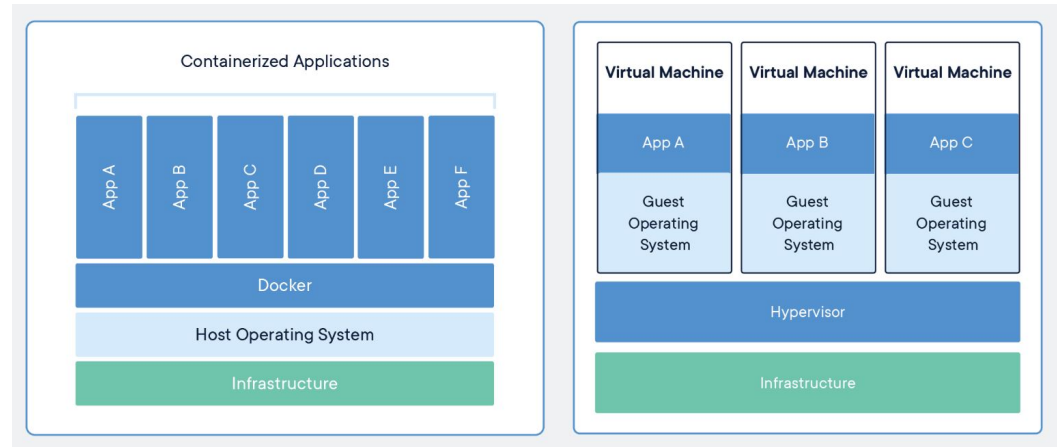 Containerized Applications
App A
App B
App C
App D
App E
App F
Docker
Host Operating System
Infrastructure
Virtual Machine
App A
Guest
Operating
System
Virtual Machine
App B
Guest
Operating
System
Virtual Machine
App C
Guest
Operating
System
Hypervisor
Infrastructure